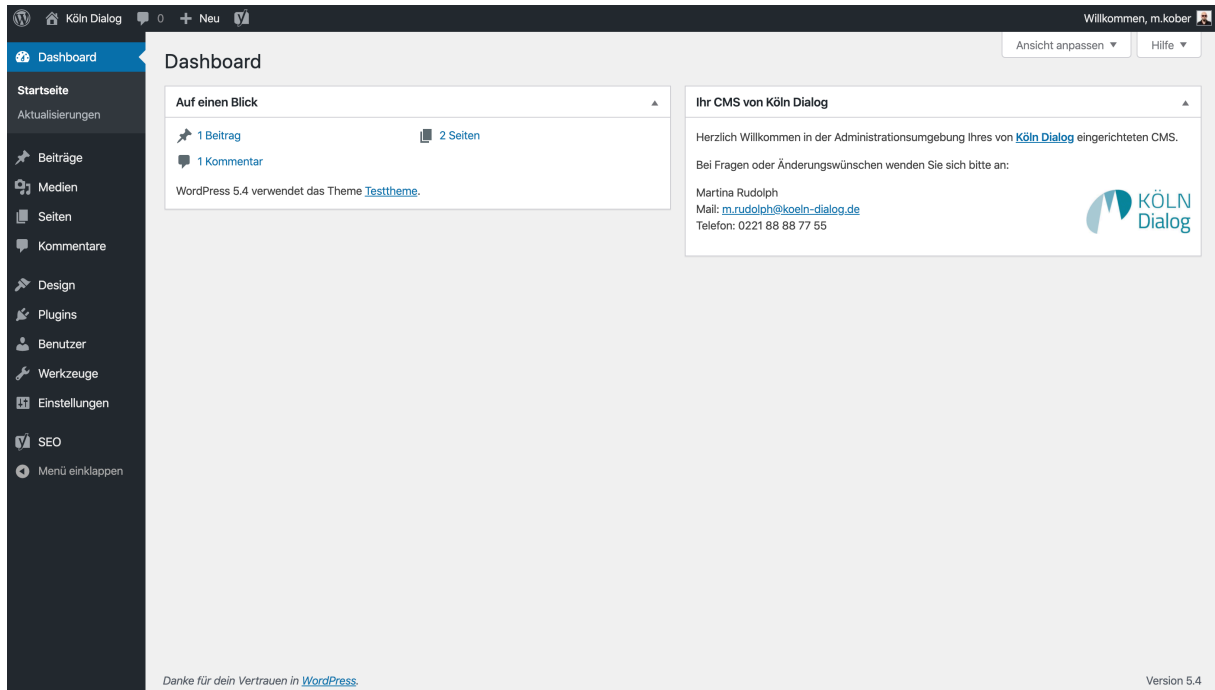 Köln Dialog 0 Neu Willkommen, m.kober
Dashboard
Startseite
Aktualisierungen
Beiträge
Medien
Seiten
Kommentare
Design
Plugins
Benutzer
Werkzeuge
Einstellungen
SEO
Menü einklappen
Ansicht anpassen Hilfe
Dashboard
Auf einen Blick
1 Beitrag 2 Seiten
1 Kommentar
WordPress 5.4 verwendet das Theme Testtheme.
Ihr CMS von Köln Dialog
Herzlich Willkommen in der Administrationsumgebung Ihres von Köln Dialog eingerichteten CMS.
Bei Fragen oder Änderungswünschen wenden Sie sich bitte an:
Martina Rudolph
Mail: m.rudolph@koeln-dialog.de
Telefon: 0221 88 88 77 55
KÖLN
Dialog
Danke für dein Vertrauen in WordPress. Version 5.4